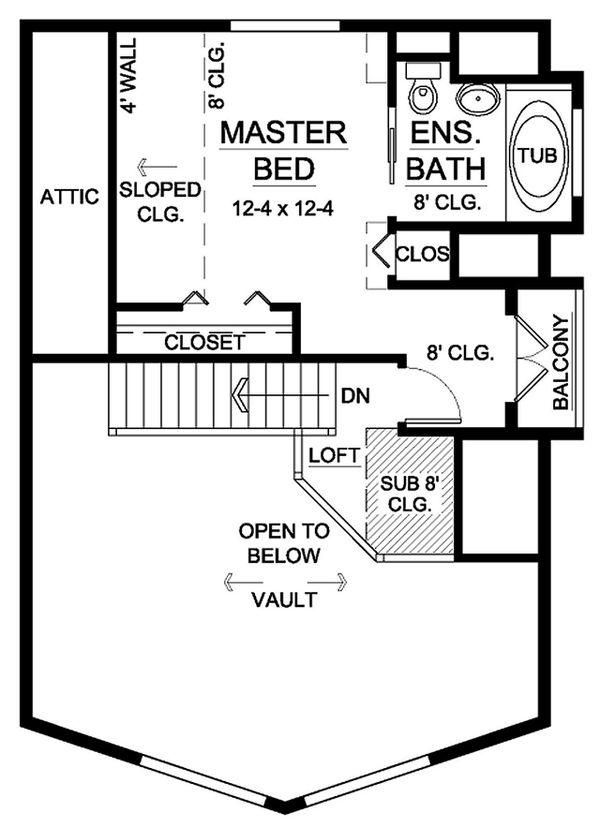 4' WALL
8' CLG.
MASTER
BED
12-4 x 12-4
ENS.
BATH
8' CLG.
TUB
ATTIC
SLOPED
CLG.
CLOS
CLOSET
8' CLG.
BALCONY
DN
LOFT
SUB 8'
CLG.
OPEN TO
BELOW
VAULT